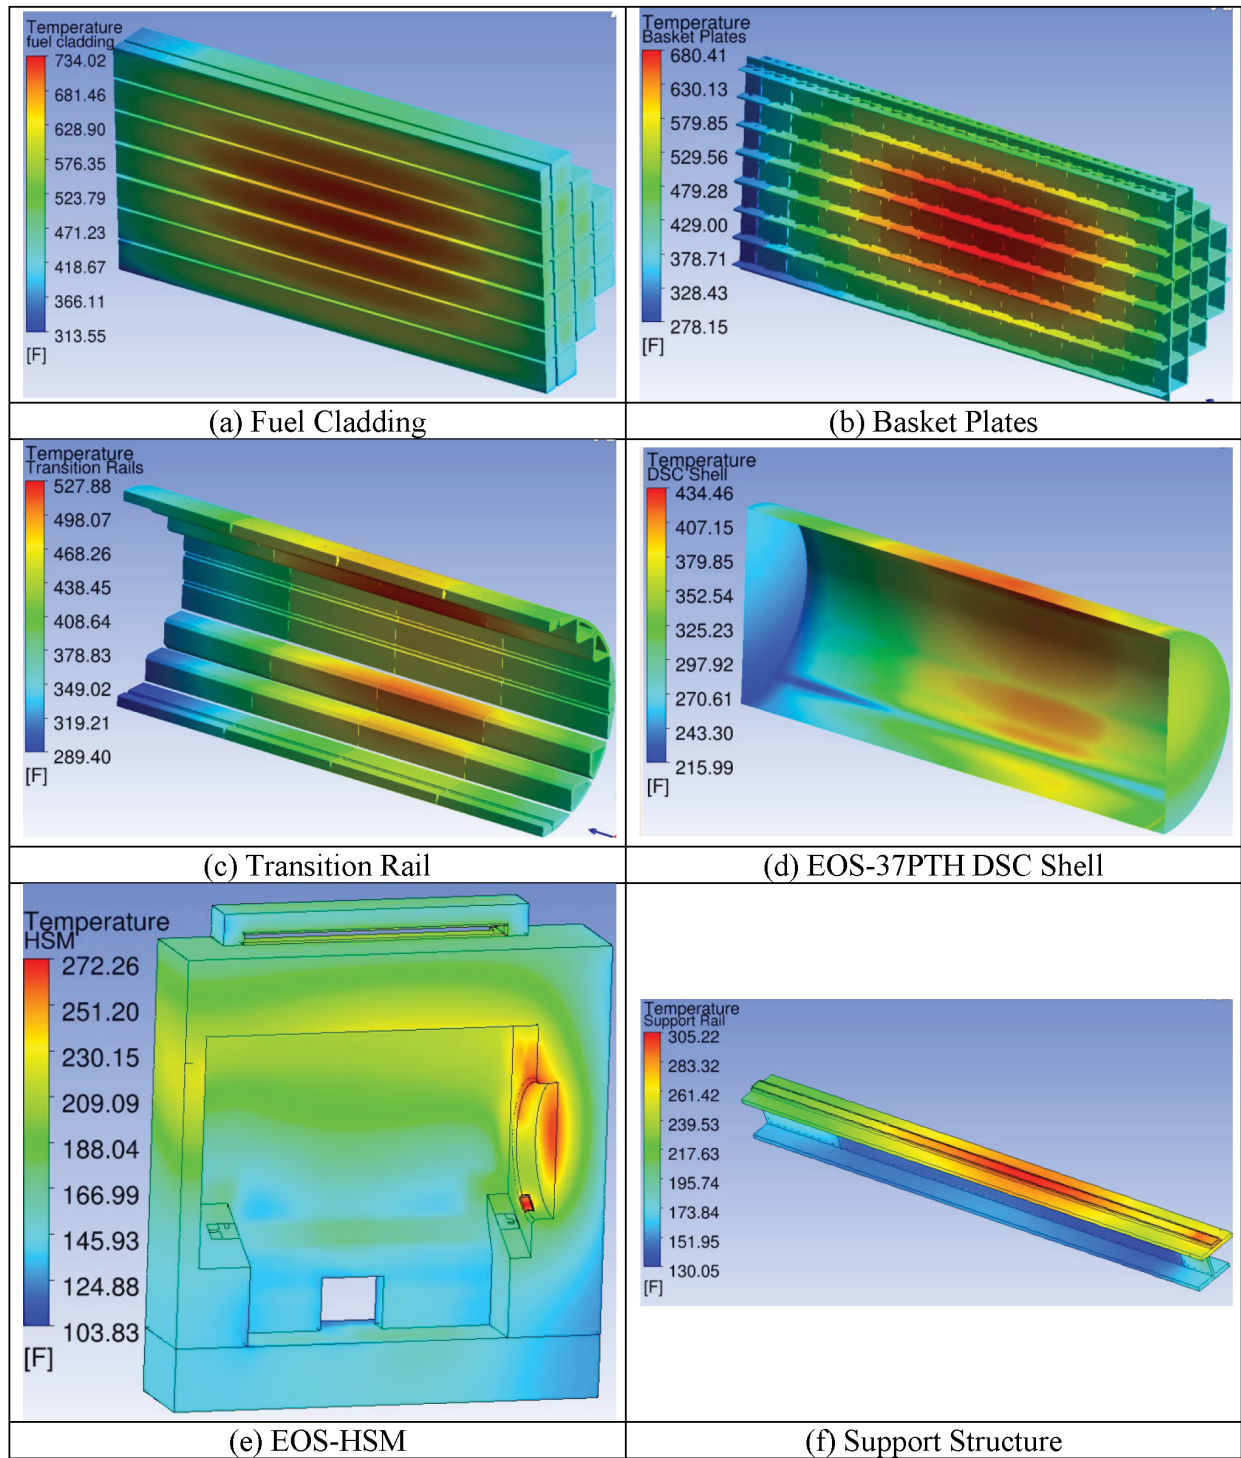 Temperature
fuel cladding
734.02
681.46
628.90
576.35
523.79
471.23
418.67
366.11
313.55
[F]
(a) Fuel Cladding
Temperature
Basket Plates
680.41
630.13
579.85
529.56
479.28
429.00
378.71
328.43
278.15
[F]
(b) Basket Plates
Temperature
Transition Rails
527.88
498.07
468.26
438.45
408.64
378.83
349.02
319.21
289.40
[F]
(c) Transition Rail
Temperature
DSC Shell
434.46
407.15
379.85
352.54
325.23
297.92
270.61
243.30
215.99
[F]
(d) EOS-37PTH DSC Shell
Temperature
HSM
272.26
251.20
230.15
209.09
188.04
166.99
145.93
124.88
103.83
[F]
(e) EOS-HSM
Temperature
Support Rail
305.22
283.32
261.42
239.53
217.63
195.74
173.84
151.95
130.05
[F]
(f) Support Structure